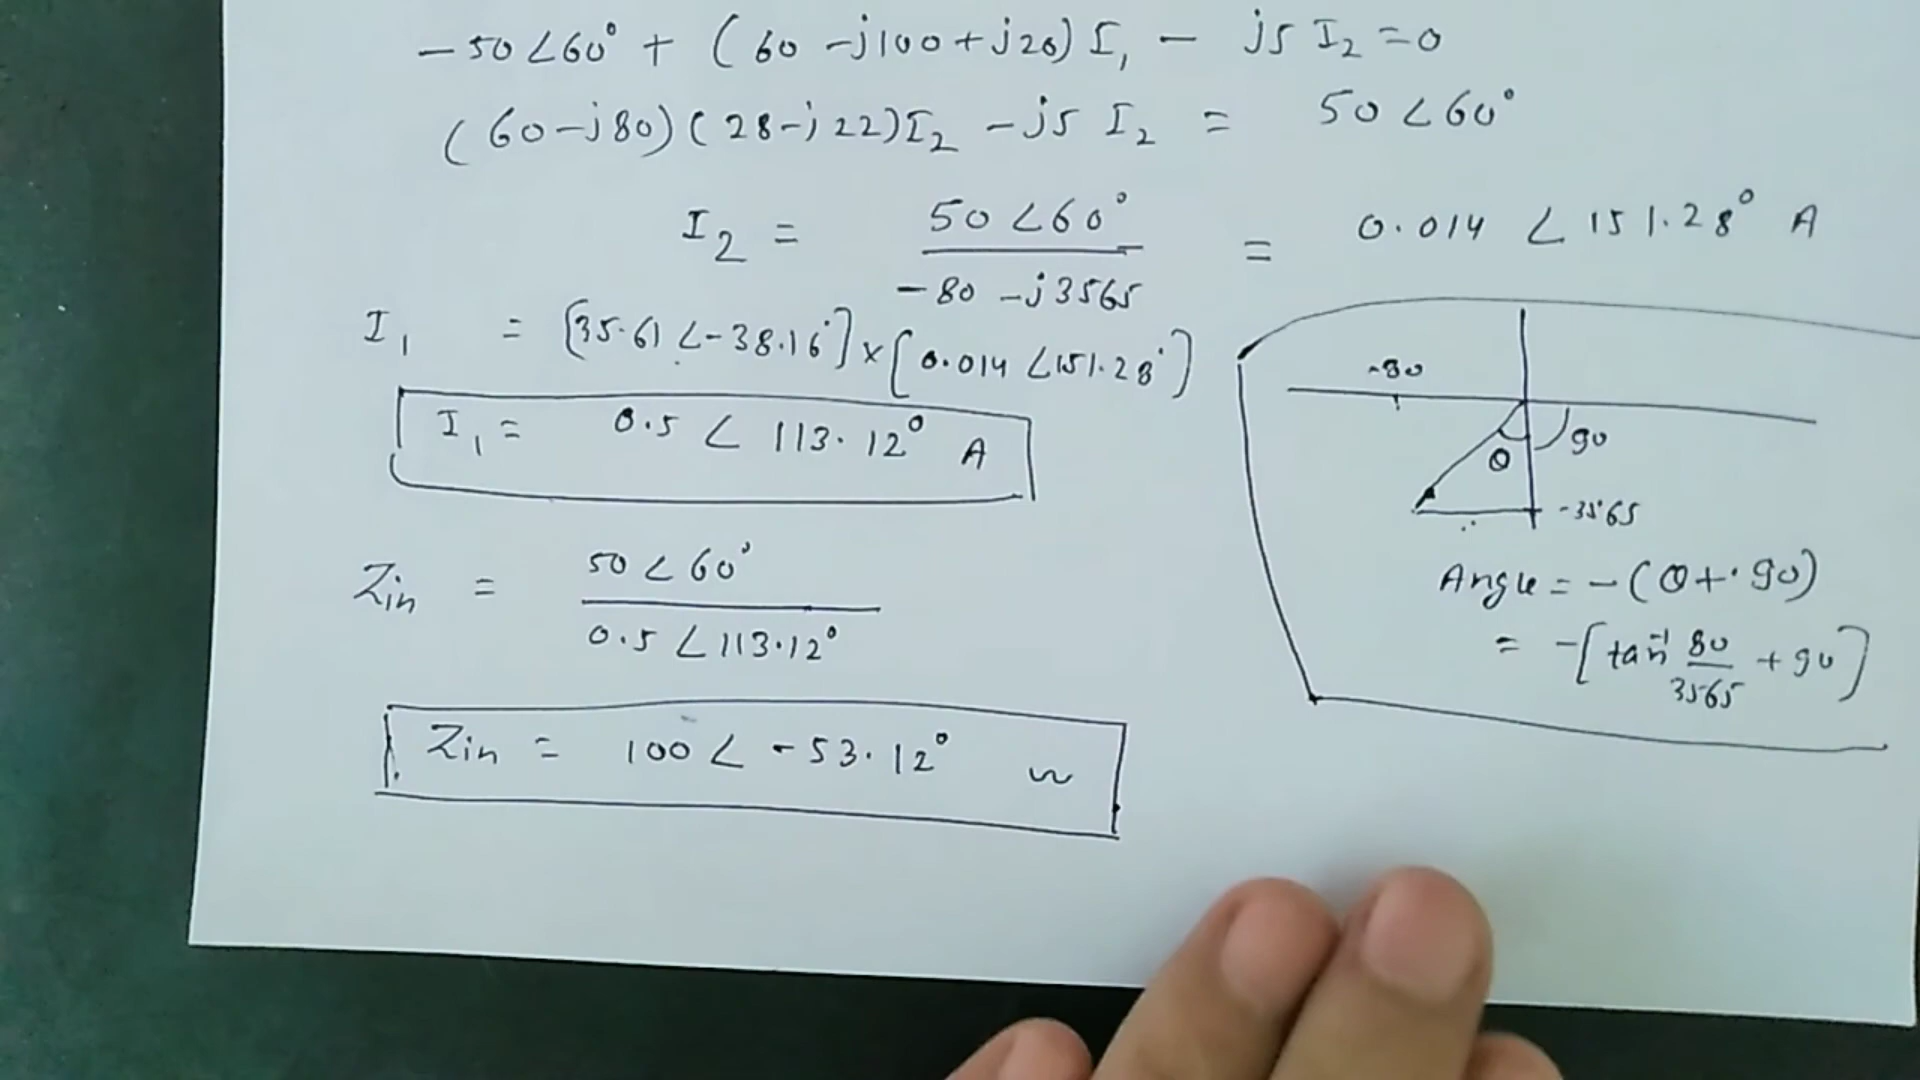 -50∠60° + (60 -j100+j20) I₁ - j5 I₂ =0
(60-j80)(28-j22)I₂ -j5 I₂ = 50∠60°
I₂ = 50∠60° / -80 -j3565 = 0.014 ∠151.28° A
I₁ = [35.61∠-38.16°]×[0.014∠151.28°]
I₁ = 0.5 ∠ 113.12° A
Zin = 50∠60° / 0.5∠113.12°
Zin = 100∠-53.12° ~
-80
90
θ
-3565
Angle = -(θ+90)
= -[tan⁻¹ 80/3565 +90]